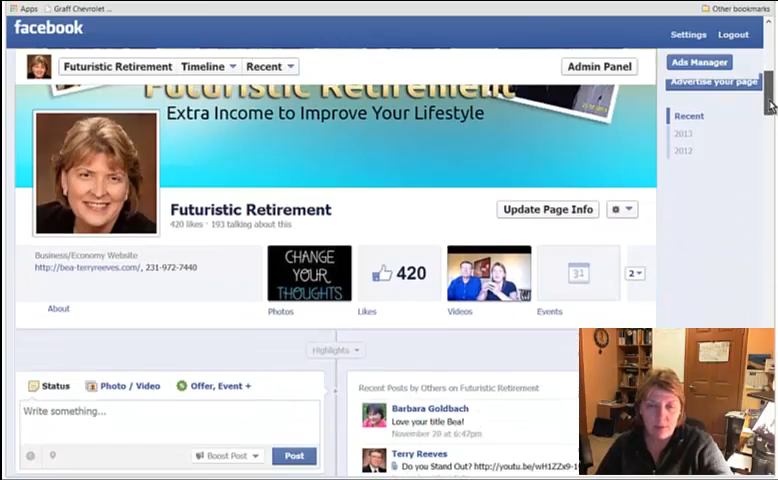 Apps
Graff Chevrolet ...
Other bookmarks
facebook
Settings
Logout
Futuristic Retirement
Timeline
Recent
Admin Panel
Ads Manager
Advertise your page
Futuristic Retirement
Extra Income to Improve Your Lifestyle
Recent
2013
2012
Futuristic Retirement
420 likes · 193 talking about this
Update Page Info
Business/Economy Website
http://bea-terryreeves.com/, 231-972-7440
About
CHANGE
YOUR
THOUGHTS
Photos
420
Likes
Videos
31
Events
2
Highlights
Status
Photo / Video
Offer, Event +
Write something...
Boost Post
Post
Recent Posts by Others on Futuristic Retirement
Barbara Goldbach
Love your title Bea!
November 20 at 6:47pm
Terry Reeves
Do you Stand Out? http://youtu.be/wH1ZZx9-1